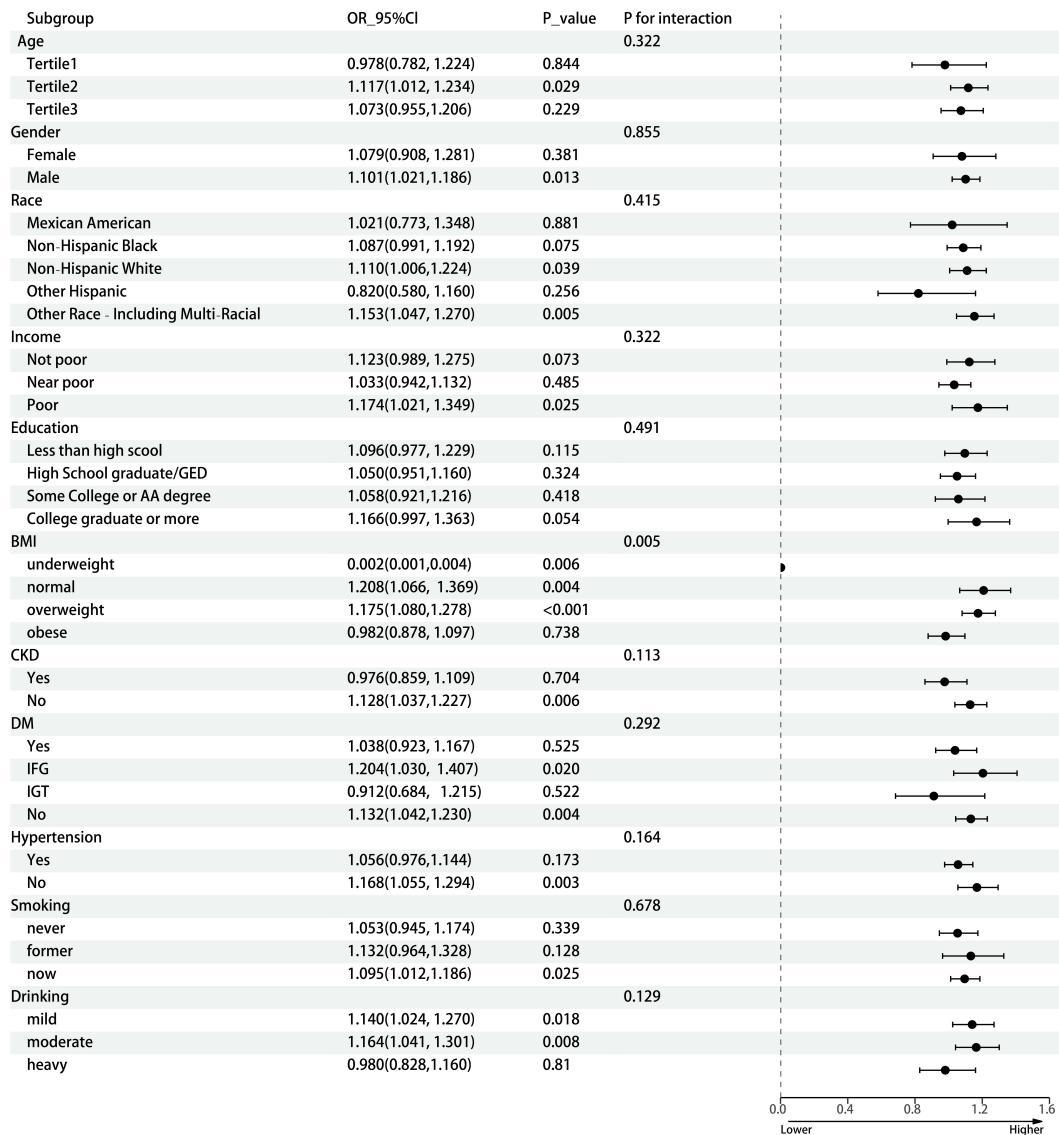 Subgroup OR_95%CI P_value P for interaction
Age 0.322
Tertile1 0.978(0.782, 1.224) 0.844
Tertile2 1.117(1.012, 1.234) 0.029
Tertile3 1.073(0.955,1.206) 0.229
Gender 0.855
Female 1.079(0.908, 1.281) 0.381
Male 1.101(1.021,1.186) 0.013
Race 0.415
Mexican American 1.021(0.773, 1.348) 0.881
Non-Hispanic Black 1.087(0.991, 1.192) 0.075
Non-Hispanic White 1.110(1.006,1.224) 0.039
Other Hispanic 0.820(0.580, 1.160) 0.256
Other Race - Including Multi-Racial 1.153(1.047, 1.270) 0.005
Income 0.322
Not poor 1.123(0.989, 1.275) 0.073
Near poor 1.033(0.942,1.132) 0.485
Poor 1.174(1.021, 1.349) 0.025
Education 0.491
Less than high scool 1.096(0.977, 1.229) 0.115
High School graduate/GED 1.050(0.951,1.160) 0.324
Some College or AA degree 1.058(0.921,1.216) 0.418
College graduate or more 1.166(0.997, 1.363) 0.054
BMI 0.005
underweight 0.002(0.001,0.004) 0.006
normal 1.208(1.066, 1.369) 0.004
overweight 1.175(1.080,1.278) <0.001
obese 0.982(0.878, 1.097) 0.738
CKD 0.113
Yes 0.976(0.859, 1.109) 0.704
No 1.128(1.037,1.227) 0.006
DM 0.292
Yes 1.038(0.923, 1.167) 0.525
IFG 1.204(1.030, 1.407) 0.020
IGT 0.912(0.684, 1.215) 0.522
No 1.132(1.042,1.230) 0.004
Hypertension 0.164
Yes 1.056(0.976,1.144) 0.173
No 1.168(1.055, 1.294) 0.003
Smoking 0.678
never 1.053(0.945, 1.174) 0.339
former 1.132(0.964,1.328) 0.128
now 1.095(1.012,1.186) 0.025
Drinking 0.129
mild 1.140(1.024, 1.270) 0.018
moderate 1.164(1.041, 1.301) 0.008
heavy 0.980(0.828,1.160) 0.81
0.0 0.4 0.8 1.2 1.6
Lower Higher